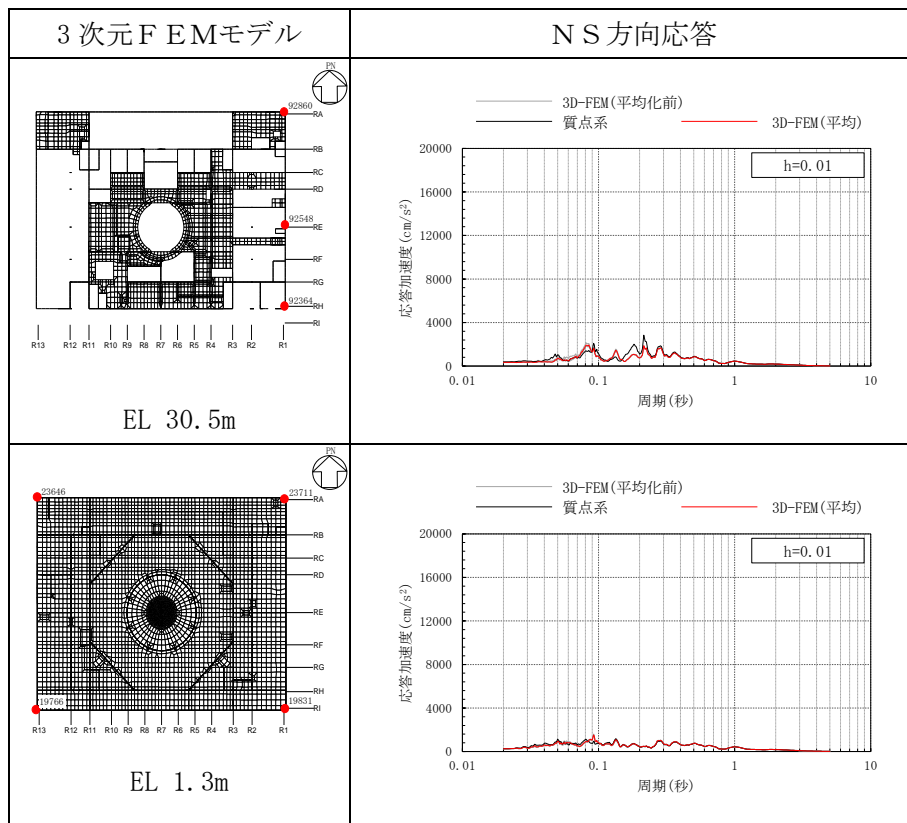 3次元FEMモデル
NS方向応答
PN
92860
RA
RB
RC
RD
92548
RE
RF
RG
92364
RH
RI
R13 R12 R11 R10 R9 R8 R7 R6 R5 R4 R3 R2 R1
EL 30.5m
3D-FEM(平均化前)
質点系 3D-FEM(平均)
h=0.01
20000
16000
12000
8000
4000
0
応答加速度(cm/s²)
0.01 0.1 1 10
周期(秒)
PN
23646 23711
RA
RB
RC
RD
RE
RF
RG
RH
19766 19831
RI
R13 R12 R11 R10 R9 R8 R7 R6 R5 R4 R3 R2 R1
EL 1.3m
3D-FEM(平均化前)
質点系 3D-FEM(平均)
h=0.01
20000
16000
12000
8000
4000
0
応答加速度(cm/s²)
0.01 0.1 1 10
周期(秒)